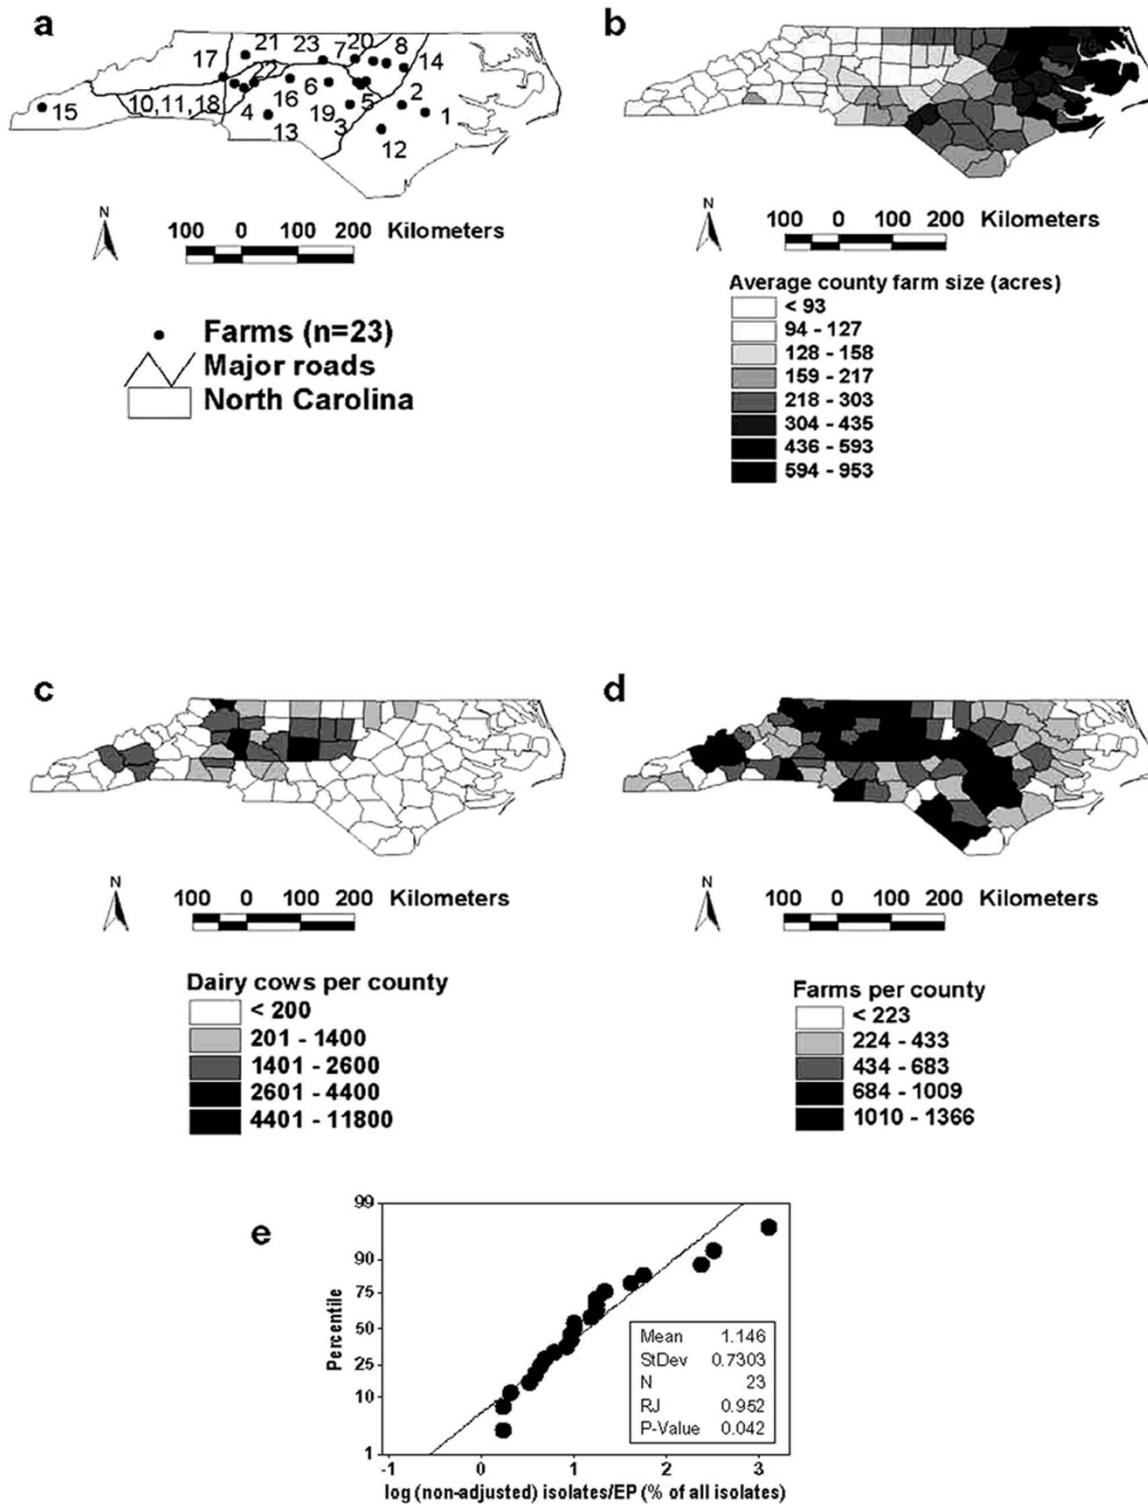 a
17
21
23
7
20
8
14
15
10, 11, 18
4
16
6
19
5
2
1
13
3
12
N
100 0 100 200 Kilometers
Farms (n=23)
Major roads
North Carolina
b
N
100 0 100 200 Kilometers
Average county farm size (acres)
< 93
94 - 127
128 - 158
159 - 217
218 - 303
304 - 435
436 - 593
594 - 953
c
N
100 0 100 200 Kilometers
Dairy cows per county
< 200
201 - 1400
1401 - 2600
2601 - 4400
4401 - 11800
d
N
100 0 100 200 Kilometers
Farms per county
< 223
224 - 433
434 - 683
684 - 1009
1010 - 1366
e
Percentile
99
90
75
50
25
10
1
Mean 1.146
StDev 0.7303
N 23
RJ 0.952
P-Value 0.042
-1 0 1 2 3
log (non-adjusted) isolates/EP (% of all isolates)